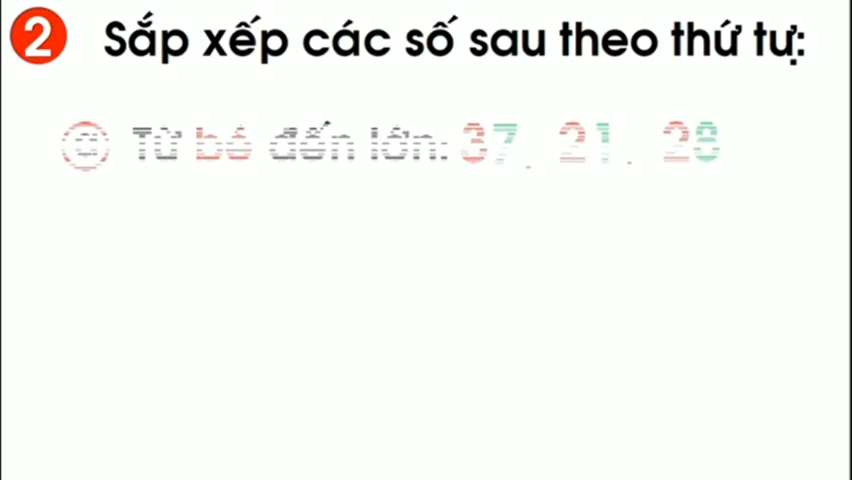 2 Sắp xếp các số sau theo thứ tự:
a Từ bé đến lớn: 37, 21, 28